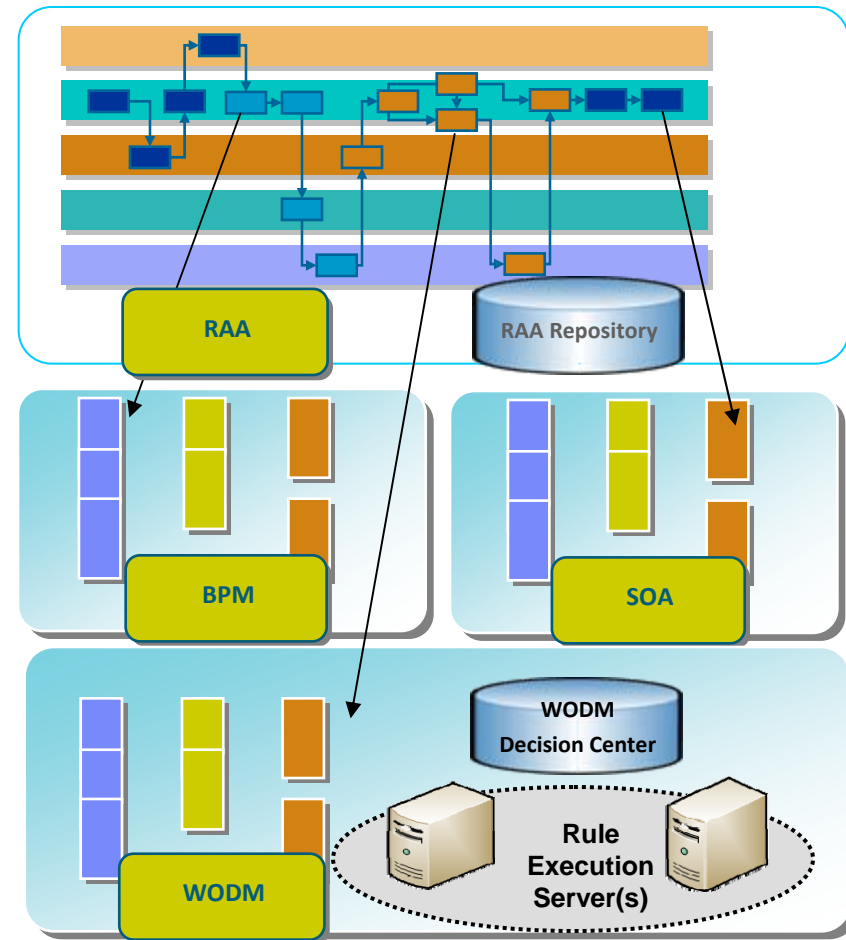 RAA
RAA Repository
BPM
SOA
WODM
Decision Center
Rule
Execution
Server(s)
WODM